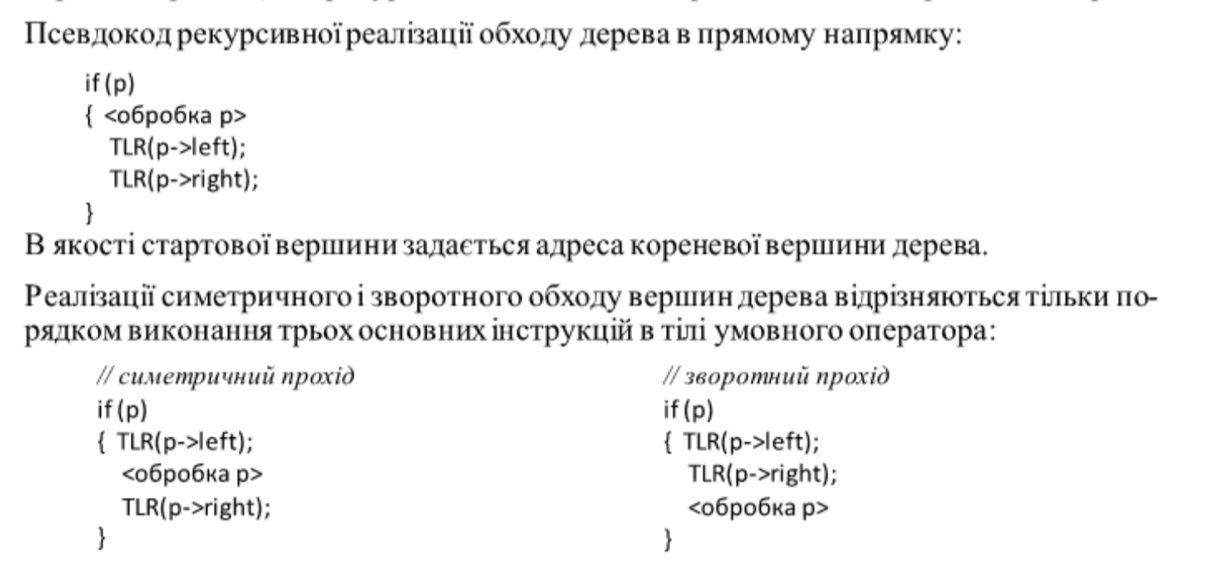 Псевдокод рекурсивної реалізації обходу дерева в прямому напрямку:
if (p)
{ <обробка p>
TLR(p->left);
TLR(p->right);
}
В якості стартової вершини задається адреса кореневої вершини дерева.
Реалізації симетричного і зворотного обходу вершин дерева відрізняються тільки по-
рядком виконання трьох основних інструкцій в тілі умовного оператора:
// симетричний прохід
if (p)
{ TLR(p->left);
<обробка p>
TLR(p->right);
}
// зворотний прохід
if (p)
{ TLR(p->left);
TLR(p->right);
<обробка p>
}